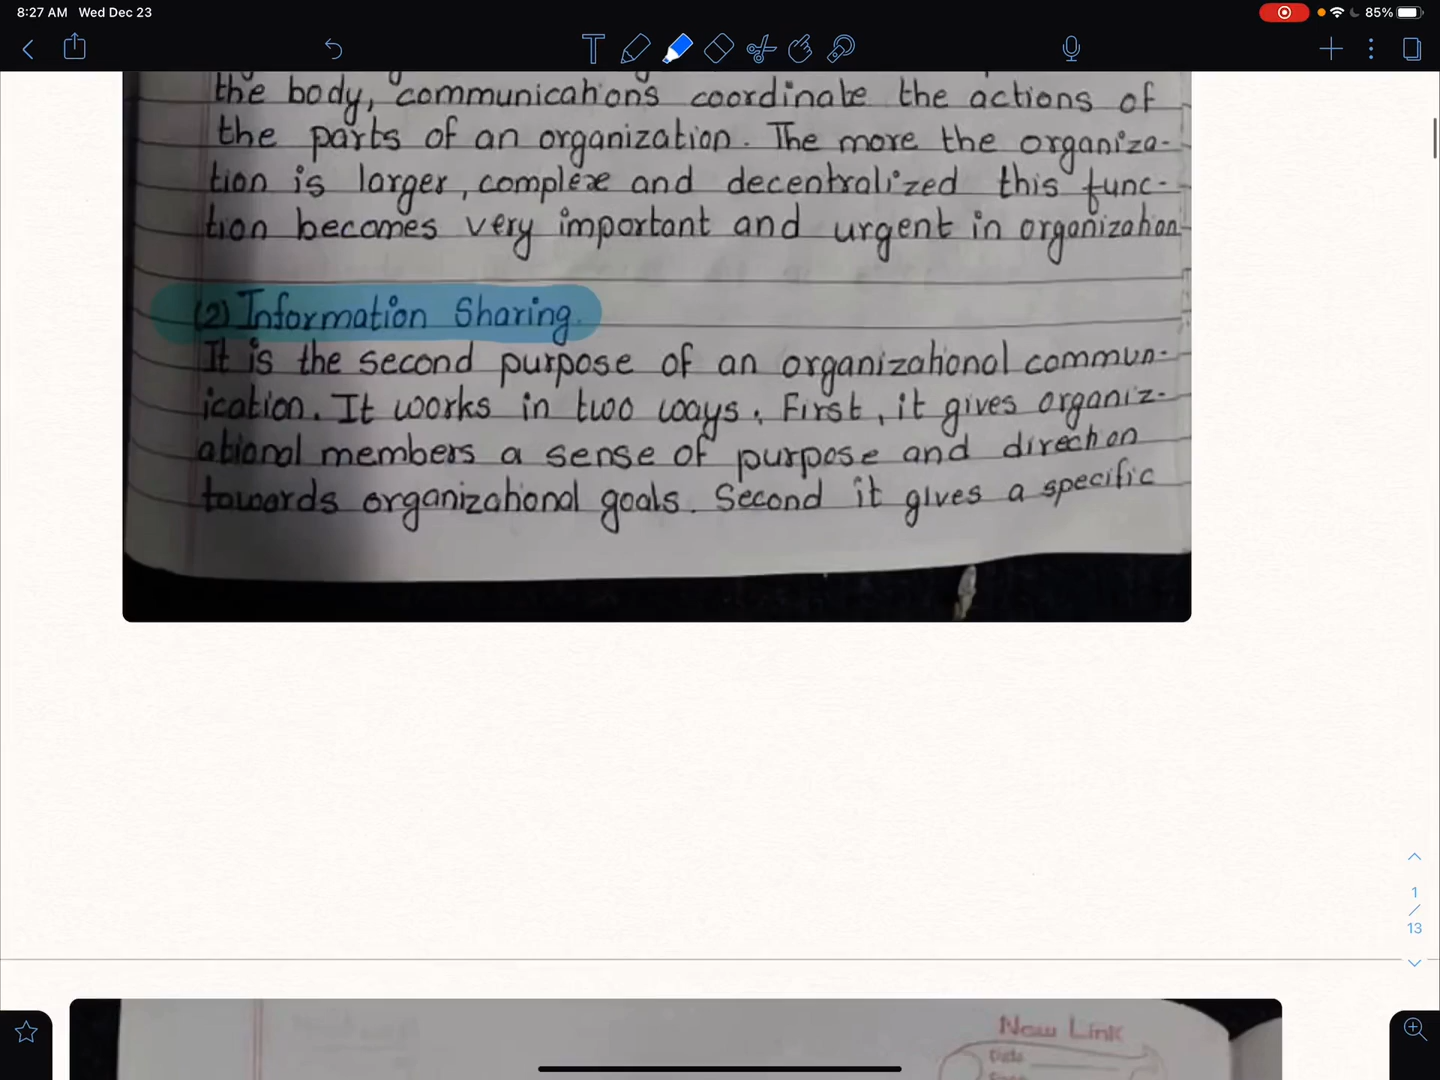 8:27 AM Wed Dec 23
85%
the body, communications coordinate the actions of
the parts of an organization. The more the organiza-
tion is larger, complex and decentralized this func-
tion becomes very important and urgent in organization
(2) Information Sharing.
It is the second purpose of an organizational commun-
ication. It works in two ways. First, it gives organiz-
ational members a sense of purpose and direction
towards organizational goals. Second it gives a specific
1
/
13
New Link
Date